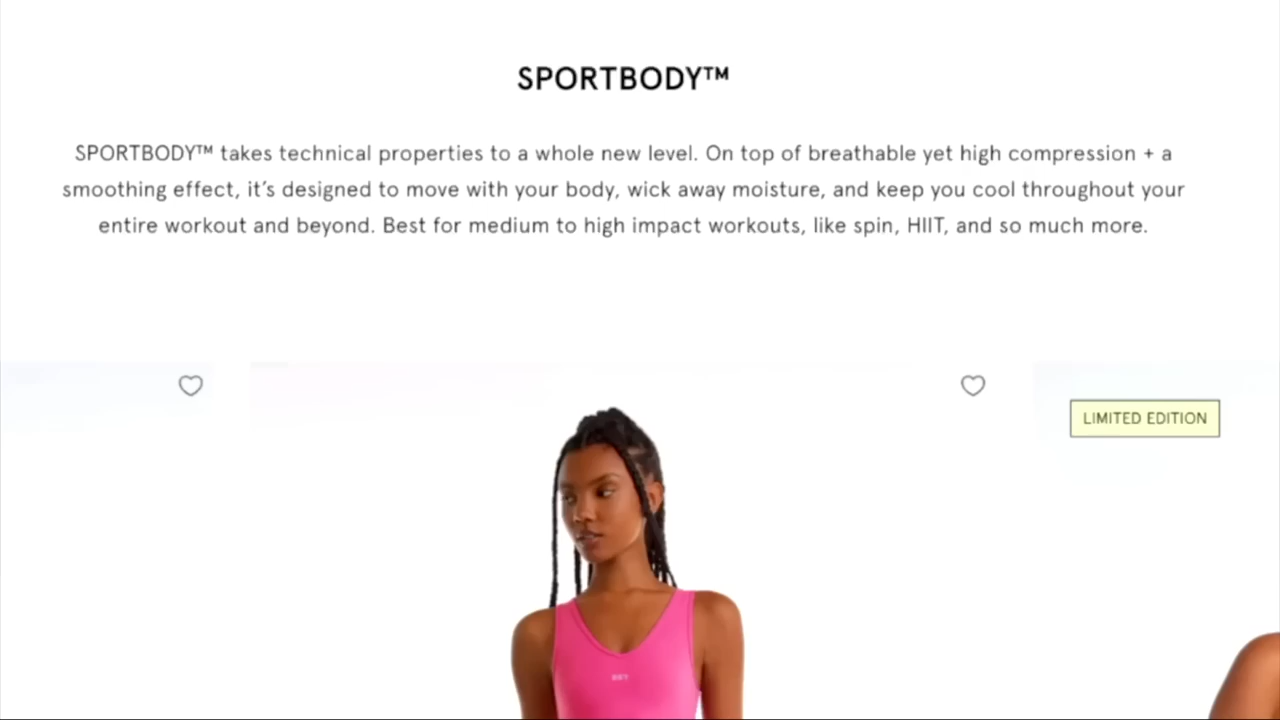 SPORTBODY™
SPORTBODY™ takes technical properties to a whole new level. On top of breathable yet high compression + a
smoothing effect, it’s designed to move with your body, wick away moisture, and keep you cool throughout your
entire workout and beyond. Best for medium to high impact workouts, like spin, HIIT, and so much more.
LIMITED EDITION